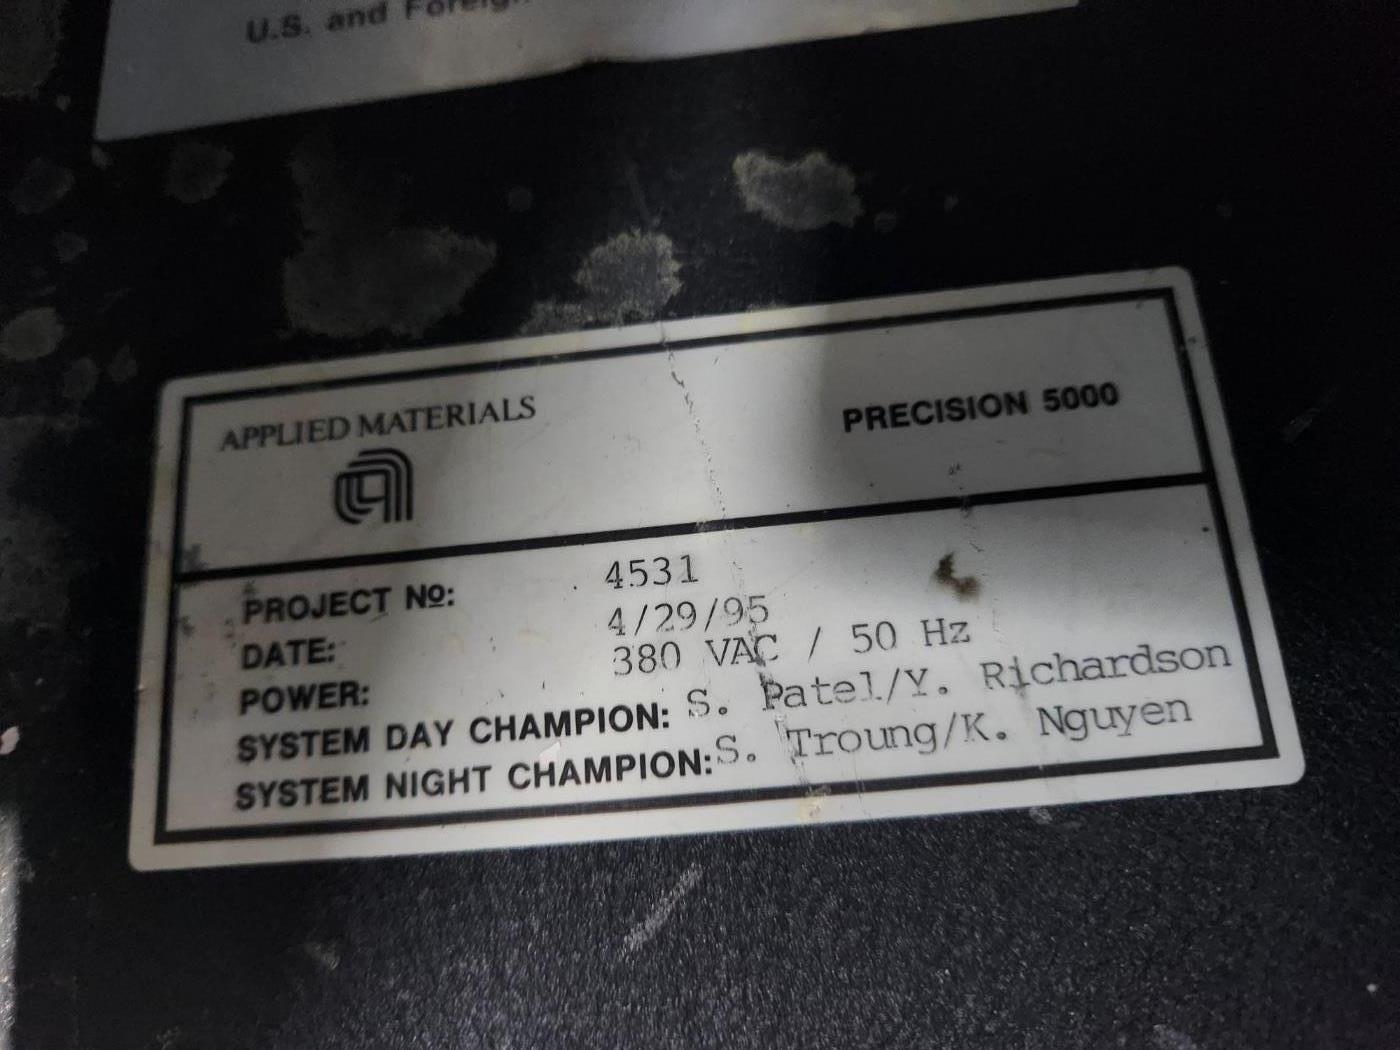 U.S. and Foreign
APPLIED MATERIALS
PRECISION 5000
PROJECT No: 4531
DATE: 4/29/95
POWER: 380 VAC / 50 Hz
SYSTEM DAY CHAMPION: S. Patel/Y. Richardson
SYSTEM NIGHT CHAMPION: S. Troung/K. Nguyen